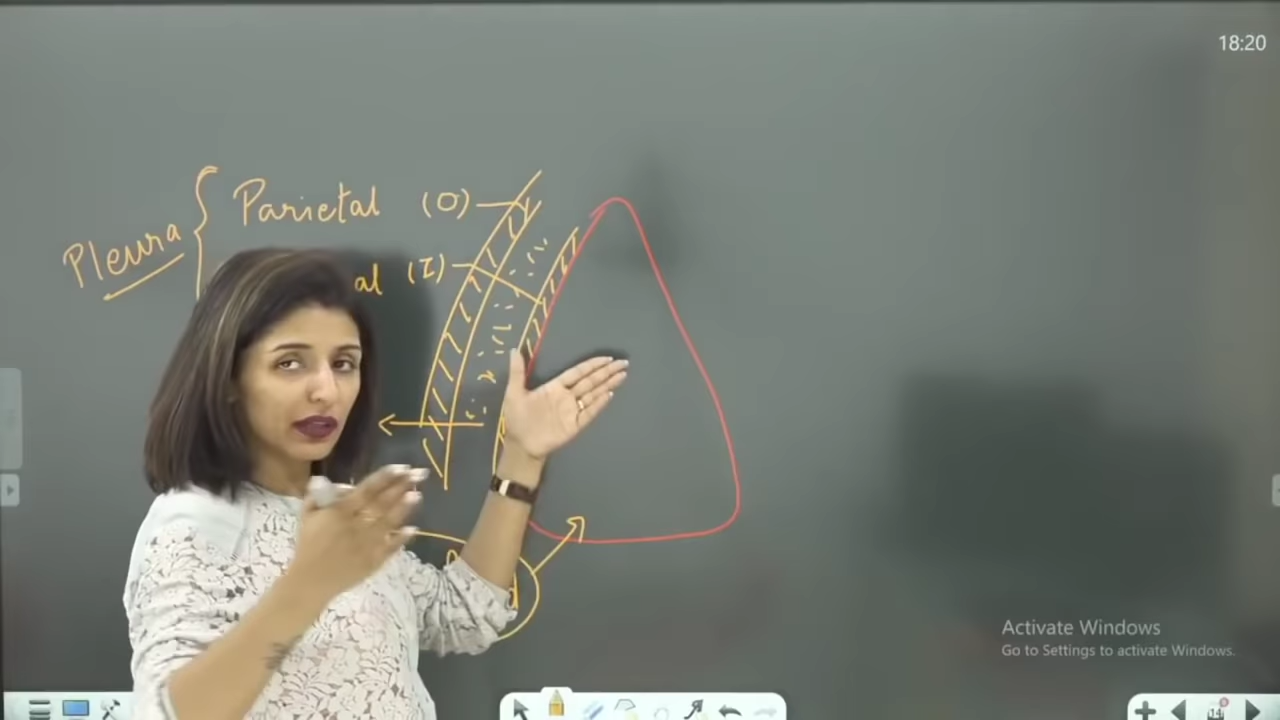 18:20
Pleura { Parietal (O)
al (I)
Activate Windows
Go to Settings to activate Windows.